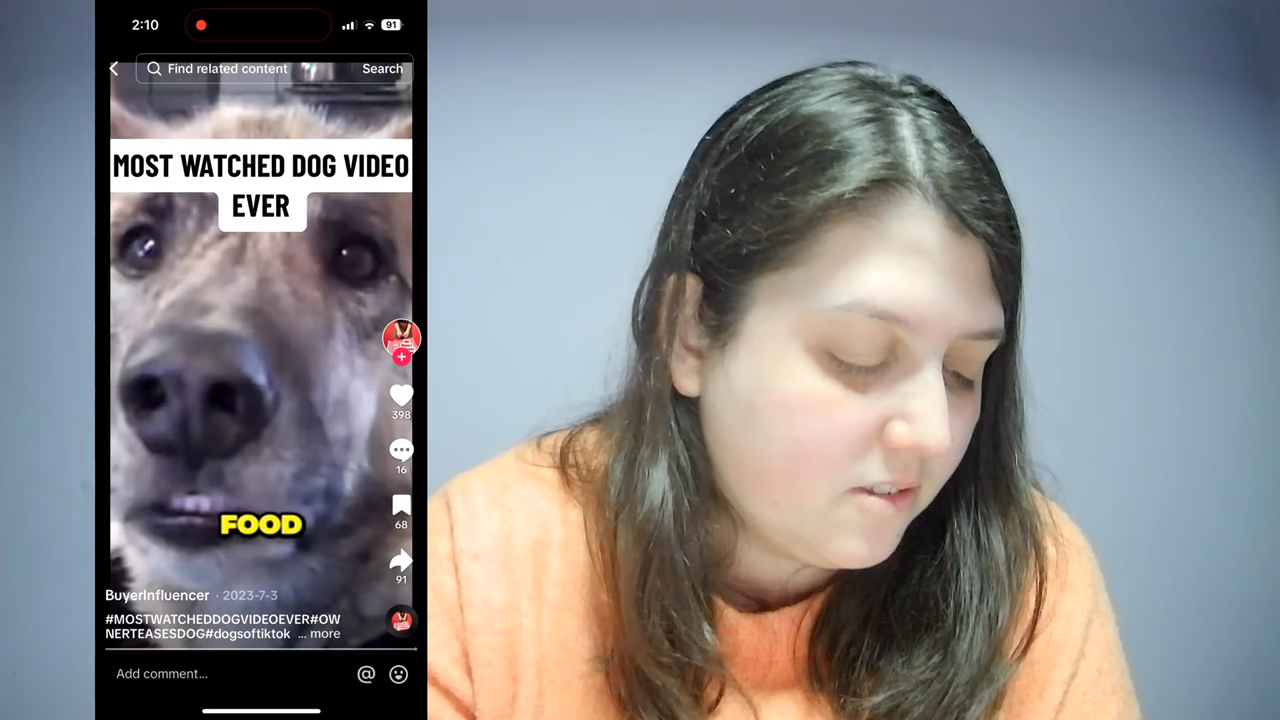 2:10
91
Find related content
Search
MOST WATCHED DOG VIDEO
EVER
398
16
FOOD
68
91
BuyerInfluencer · 2023-7-3
#MOSTWATCHEDDOGVIDEOEVER#OW
NERTEASESDOG#dogsoftiktok ... more
Add comment...
@